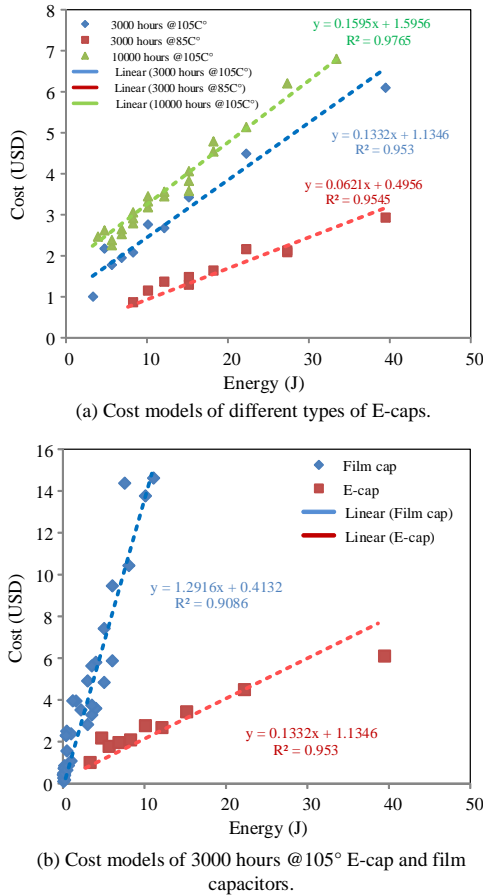 8
7
6
5
4
3
2
1
0
Cost (USD)
3000 hours @105C°
3000 hours @85C°
10000 hours @105C°
Linear (3000 hours @105C°)
Linear (3000 hours @85C°)
Linear (10000 hours @105C°)
y = 0.1595x + 1.5956
R² = 0.9765
y = 0.1332x + 1.1346
R² = 0.953
y = 0.0621x + 0.4956
R² = 0.9545
0 10 20 30 40 50
Energy (J)
(a) Cost models of different types of E-caps.
16
14
12
10
8
6
4
2
0
Cost (USD)
Film cap
E-cap
Linear (Film cap)
Linear (E-cap)
y = 1.2916x + 0.4132
R² = 0.9086
y = 0.1332x + 1.1346
R² = 0.953
0 10 20 30 40 50
Energy (J)
(b) Cost models of 3000 hours @105° E-cap and film
capacitors.